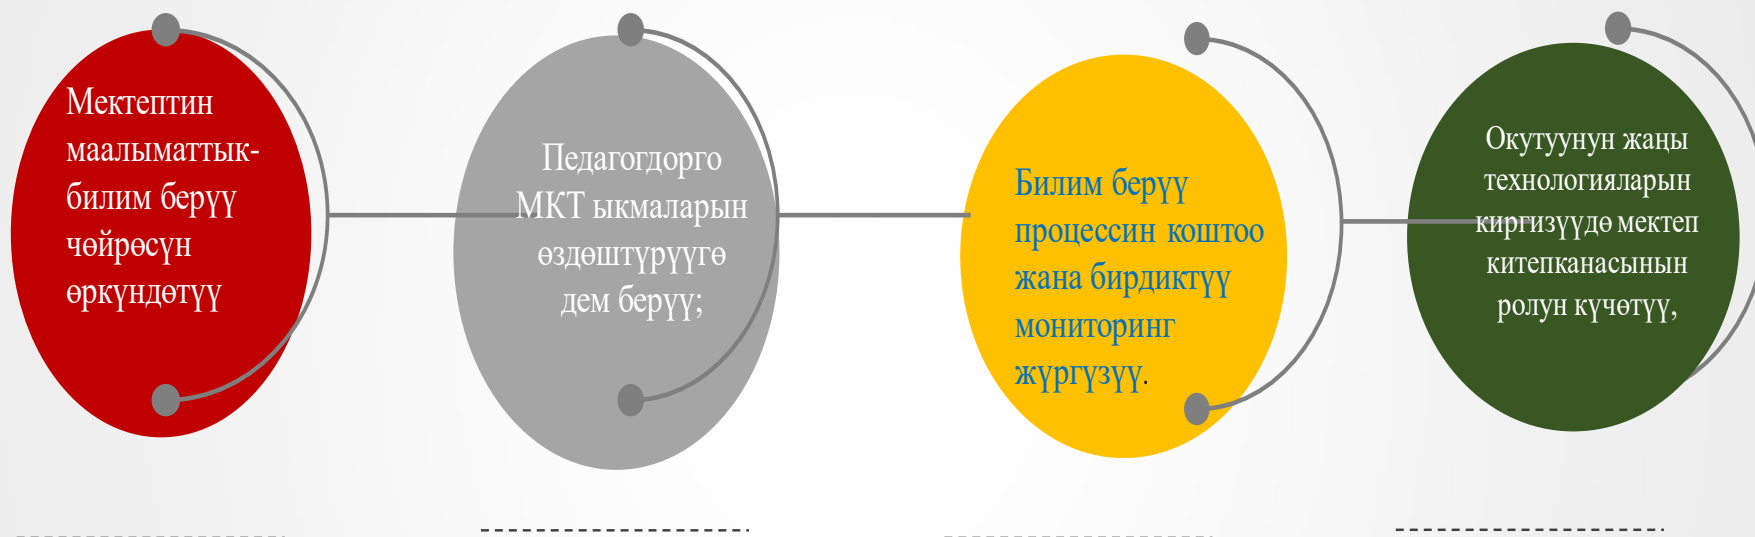 Мектептин
маалыматтык-
билим берүү
чөйрөсүн
өркүндөтүү
Педагогдорго
МКТ ыкмаларын
өздөштүрүүгө
дем берүү;
Билим берүү
процессин коштоо
жана бирдиктүү
мониторинг
жүргүзүү.
Окутуунун жаңы
технологияларын
киргизүүдө мектеп
китепканасынын
ролун күчөтүү,